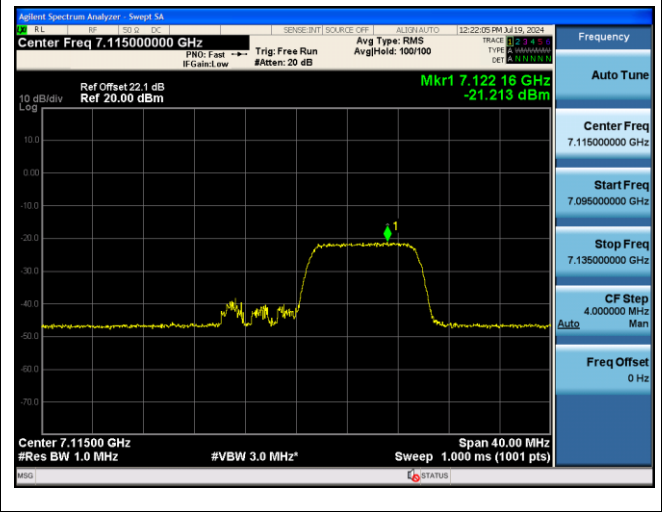 Agilent Spectrum Analyzer - Swept SA
RL RF 50 Ω DC SENSE:INT SOURCE OFF ALIGN AUTO 12:22:05 PM Jul 19, 2024
Center Freq 7.115000000 GHz
PNO: Fast
IFGain:Low
Trig: Free Run
#Atten: 20 dB
Avg Type: RMS
Avg|Hold: 100/100
TRACE 1 2 3 4 5 6
TYPE A
DET A N N N N N
Mkr1 7.122 16 GHz
-21.213 dBm
Ref Offset 22.1 dB
10 dB/div Ref 20.00 dBm
Log
10.0
0.00
-10.0
-20.0
-30.0
-40.0
-50.0
-60.0
-70.0
1
Center 7.11500 GHz Span 40.00 MHz
#Res BW 1.0 MHz #VBW 3.0 MHz* Sweep 1.000 ms (1001 pts)
MSG STATUS
Frequency
Auto Tune
Center Freq
7.115000000 GHz
Start Freq
7.095000000 GHz
Stop Freq
7.135000000 GHz
CF Step
4.000000 MHz
Auto Man
Freq Offset
0 Hz